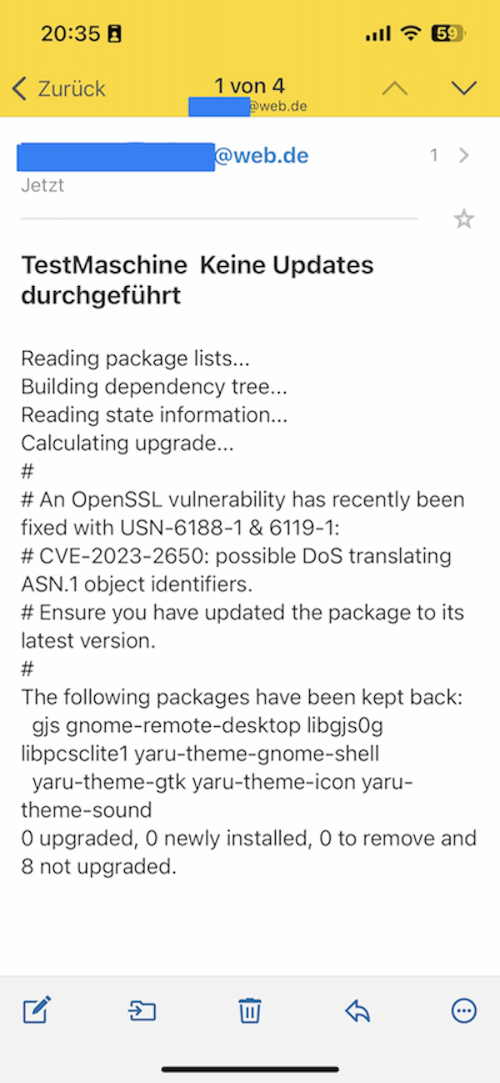 20:35
59
Zurück
1 von 4
@web.de
@web.de
1
Jetzt
TestMaschine Keine Updates
durchgeführt
Reading package lists...
Building dependency tree...
Reading state information...
Calculating upgrade...
#
# An OpenSSL vulnerability has recently been
fixed with USN-6188-1 & 6119-1:
# CVE-2023-2650: possible DoS translating
ASN.1 object identifiers.
# Ensure you have updated the package to its
latest version.
#
The following packages have been kept back:
gjs gnome-remote-desktop libgjs0g
libpcsclite1 yaru-theme-gnome-shell
yaru-theme-gtk yaru-theme-icon yaru-
theme-sound
0 upgraded, 0 newly installed, 0 to remove and
8 not upgraded.